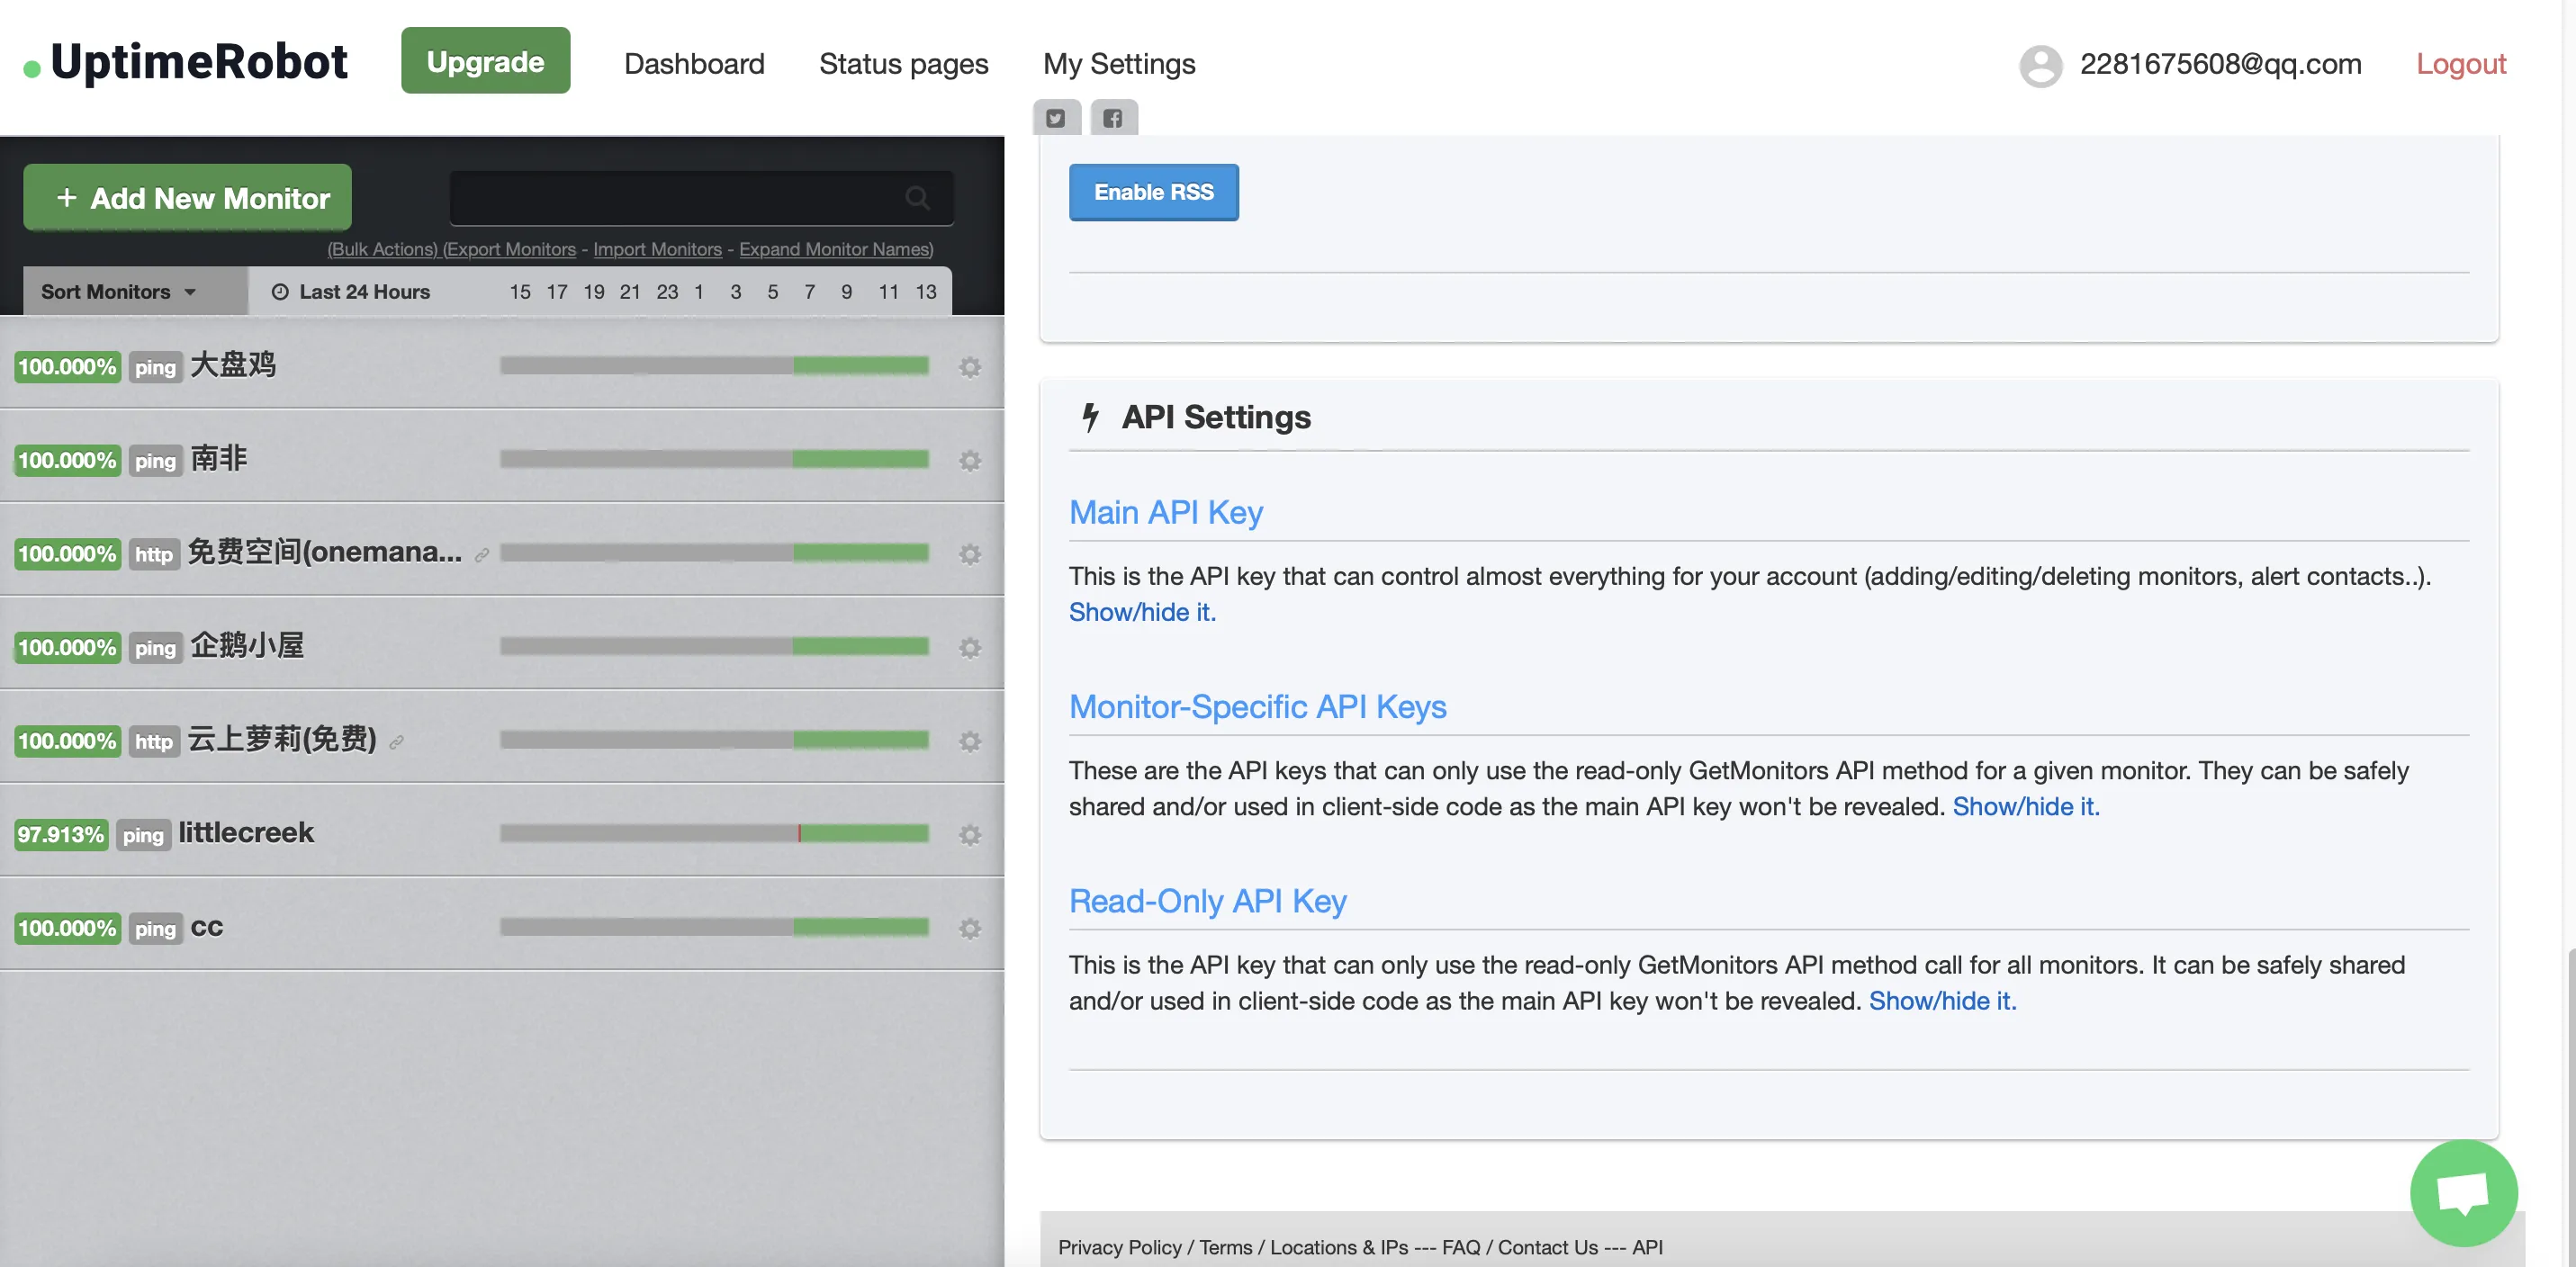 UptimeRobot
Upgrade
Dashboard
Status pages
My Settings
2281675608@qq.com
Logout
+ Add New Monitor
(Bulk Actions) (Export Monitors - Import Monitors - Expand Monitor Names)
Sort Monitors
Last 24 Hours
15 17 19 21 23 1 3 5 7 9 11 13
100.000% ping 大盘鸡
100.000% ping 南非
100.000% http 免费空间(onemana...
100.000% ping 企鹅小屋
100.000% http 云上萝莉(免费)
97.913% ping littlecreek
100.000% ping cc
Enable RSS
API Settings
Main API Key
This is the API key that can control almost everything for your account (adding/editing/deleting monitors, alert contacts..).
Show/hide it.
Monitor-Specific API Keys
These are the API keys that can only use the read-only GetMonitors API method for a given monitor. They can be safely
shared and/or used in client-side code as the main API key won't be revealed. Show/hide it.
Read-Only API Key
This is the API key that can only use the read-only GetMonitors API method call for all monitors. It can be safely shared
and/or used in client-side code as the main API key won't be revealed. Show/hide it.
Privacy Policy / Terms / Locations & IPs --- FAQ / Contact Us --- API